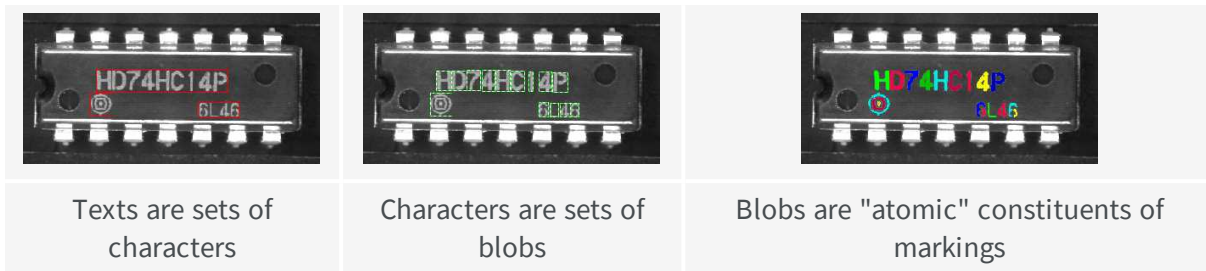 HD74HC14P
6L46
HD74HC14P
6L46
HD74HC14P
6L46
Texts are sets of
characters
Characters are sets of
blobs
Blobs are "atomic" constituents of
markings